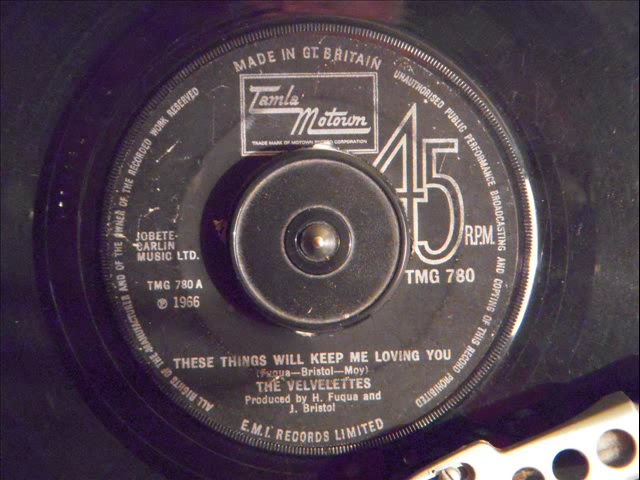 MADE IN GT. BRITAIN
UNAUTHORISED PUBLIC PERFORMANCE BROADCASTING AND COPYING OF THIS RECORD PROHIBITED
ALL RIGHTS OF THE MANUFACTURER AND OF THE OWNER OF THE RECORDED WORK RESERVED
Tamla
Motown
TRADE MARK OF MOTOWN RECORD CORPORATION
45
R.P.M.
JOBETE-
CARLIN
MUSIC LTD.
TMG 780
TMG 780 A
℗ 1966
THESE THINGS WILL KEEP ME LOVING YOU
(Fuqua—Bristol—Moy)
THE VELVELETTES
Produced by H. Fuqua and
J. Bristol
E.M.I. RECORDS LIMITED